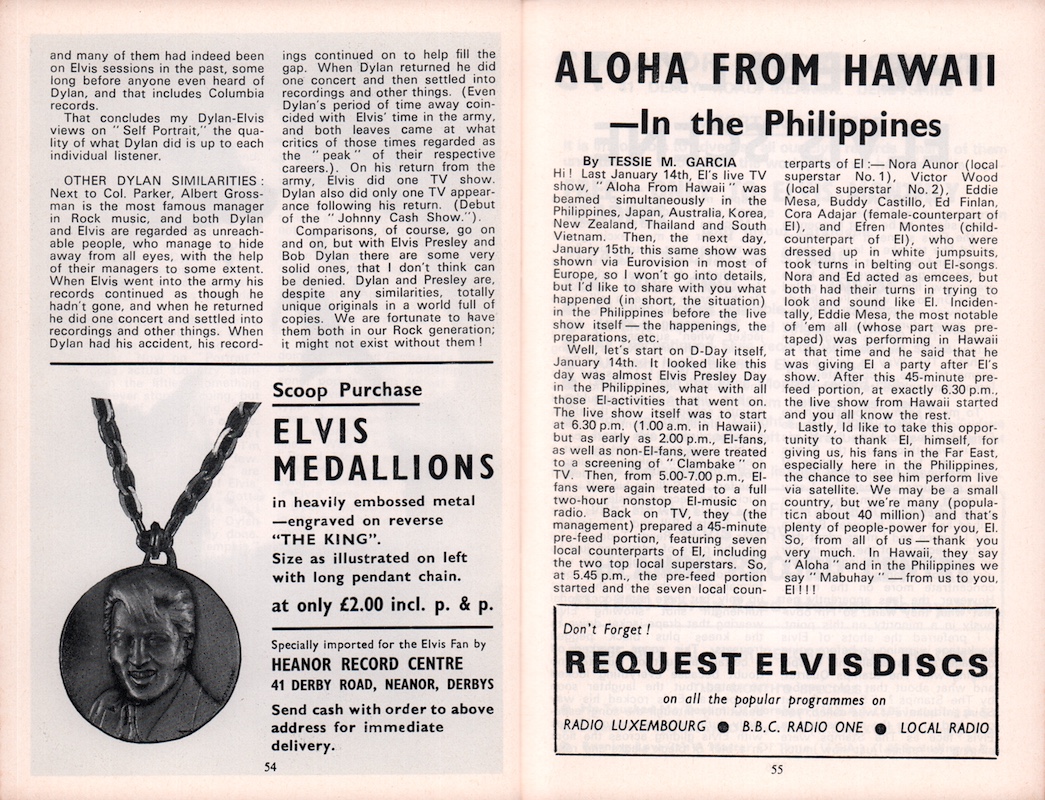 and many of them had indeed been
on Elvis sessions in the past, some
long before anyone even heard of
Dylan, and that includes Columbia
records.
That concludes my Dylan-Elvis
views on " Self Portrait," the qua-
lity of what Dylan did is up to each
individual listener.
OTHER DYLAN SIMILARITIES :
Next to Col. Parker, Albert Gross-
man is the most famous manager
in Rock music, and both Dylan
and Elvis are regarded as unreach-
able people, who manage to hide
away from all eyes, with the help
of their managers to some extent.
When Elvis went into the army his
records continued as though he
hadn't gone, and when he returned
he did one concert and settled into
recordings and other things. When
Dylan had his accident, his record-
ings continued on to help fill the
gap. When Dylan returned he did
one concert and then settled into
recordings and other things. (Even
Dylan's period of time away coin-
cided with Elvis' time in the army,
and both leaves came at what
critics of those times regarded as
the " peak " of their respective
careers.). On his return from the
army, Elvis did one TV show.
Dylan also did only one TV appear-
ance following his return. (Debut
of the " Johnny Cash Show.").
Comparisons, of course, go on
and on, but with Elvis Presley and
Bob Dylan there are some very
solid ones, that I don't think can
be denied. Dylan and Presley are,
despite any similarities, totally
unique originals in a world full of
copies. We are fortunate to have
them both in our Rock generation;
it might not exist without them !
Scoop Purchase
ELVIS
MEDALLIONS
in heavily embossed metal
—engraved on reverse
"THE KING".
Size as illustrated on left
with long pendant chain.
at only £2.00 incl. p. & p.
Specially imported for the Elvis Fan by
HEANOR RECORD CENTRE
41 DERBY ROAD, NEANOR, DERBYS
Send cash with order to above
address for immediate
delivery.
54
ALOHA FROM HAWAII
—In the Philippines
By TESSIE M. GARCIA
Hi ! Last January 14th, El's live TV
show, " Aloha From Hawaii " was
beamed simultaneously in the
Philippines, Japan, Australia, Korea,
New Zealand, Thailand and South
Vietnam. Then, the next day,
January 15th, this same show was
shown via Eurovision in most of
Europe, so I won't go into details,
but I'd like to share with you what
happened (in short, the situation)
in the Philippines before the live
show itself — the happenings, the
preparations, etc.
Well, let's start on D-Day itself,
January 14th. It looked like this
day was almost Elvis Presley Day
in the Philippines, what with all
those El-activities that went on.
The live show itself was to start
at 6.30 p.m. (1.00 a.m. in Hawaii),
but as early as 2.00 p.m., El-fans,
as well as non-El-fans, were treated
to a screening of " Clambake " on
TV. Then, from 5.00-7.00 p.m., El-
fans were again treated to a full
two-hour nonstop El-music on
radio. Back on TV, they (the
management) prepared a 45-minute
pre-feed portion, featuring seven
local counterparts of El, including
the two top local superstars. So,
at 5.45 p.m., the pre-feed portion
started and the seven local coun-
terparts of El :— Nora Aunor (local
superstar No. 1), Victor Wood
(local superstar No. 2), Eddie
Mesa, Buddy Castillo, Ed Finlan,
Cora Adajar (female-counterpart of
El), and Efren Montes (child-
counterpart of El), who were
dressed up in white jumpsuits,
took turns in belting out El-songs.
Nora and Ed acted as emcees, but
both had their turns in trying to
look and sound like El. Inciden-
tally, Eddie Mesa, the most notable
of 'em all (whose part was pre-
taped) was performing in Hawaii
at that time and he said that he
was giving El a party after El's
show. After this 45-minute pre-
feed portion, at exactly 6.30 p.m.,
the live show from Hawaii started
and you all know the rest.
Lastly, Id like to take this oppor-
tunity to thank El, himself, for
giving us, his fans in the Far East,
especially here in the Philippines,
the chance to see him perform live
via satellite. We may be a small
country, but we're many (popula-
ticn about 40 million) and that's
plenty of people-power for you, El.
So, from all of us — thank you
very much. In Hawaii, they say
" Aloha " and in the Philippines we
say " Mabuhay " — from us to you,
El ! ! !
Don't Forget !
REQUEST ELVIS DISCS
on all the popular programmes on
RADIO LUXEMBOURG ● B.B.C. RADIO ONE ● LOCAL RADIO
55